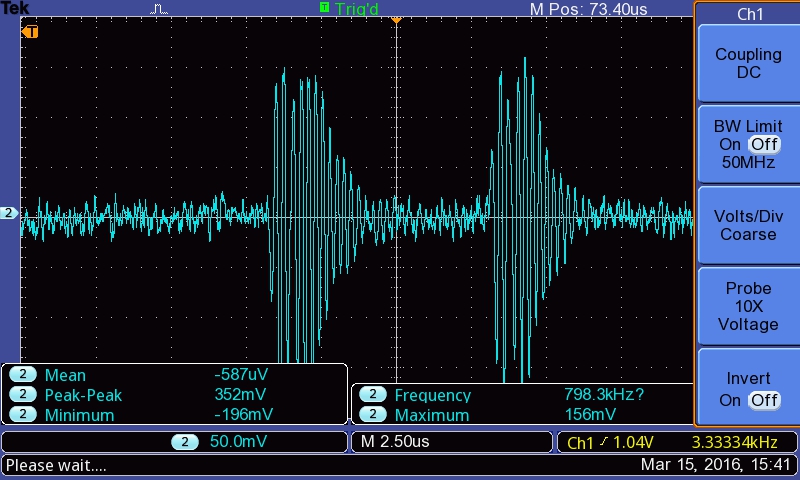 Tek
T Trig'd
M Pos: 73.40us
Ch1
T
Coupling
DC
BW Limit
On Off
50MHz
2
Volts/Div
Coarse
Probe
10X
Voltage
Invert
On Off
2 Mean -587uV
2 Peak-Peak 352mV
2 Minimum -196mV
2 Frequency 798.3kHz?
2 Maximum 156mV
2 50.0mV
M 2.50us
Ch1 / 1.04V 3.33334kHz
Please wait....
Mar 15, 2016, 15:41